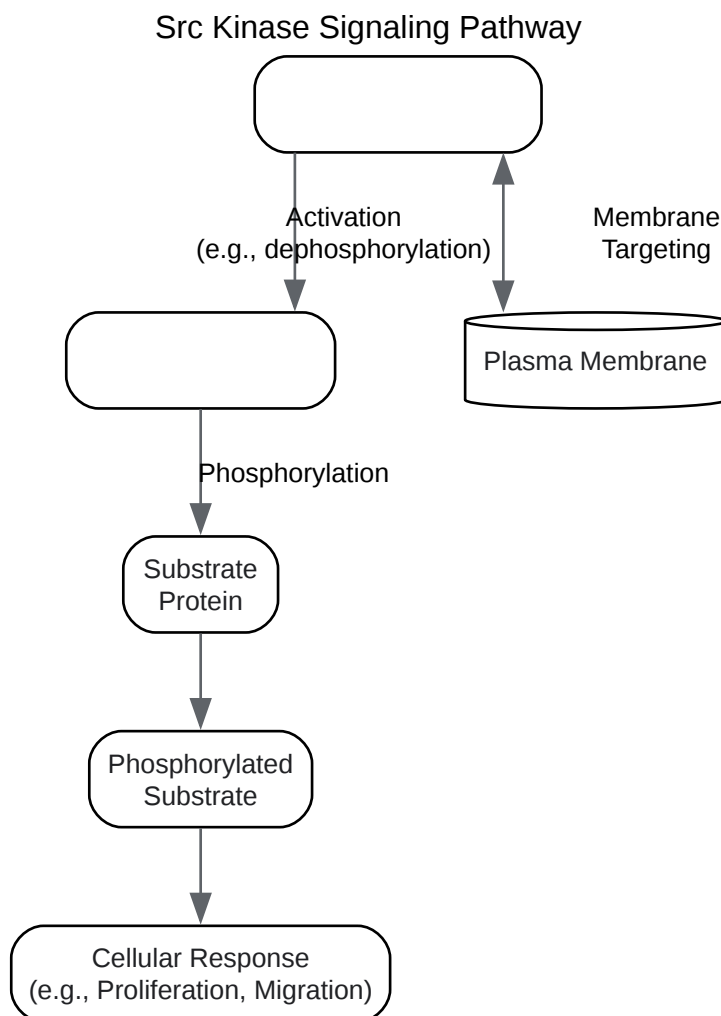 Src Kinase Signaling Pathway
Activation
(e.g., dephosphorylation)
Membrane
Targeting
Plasma Membrane
Phosphorylation
Substrate
Protein
Phosphorylated
Substrate
Cellular Response
(e.g., Proliferation, Migration)